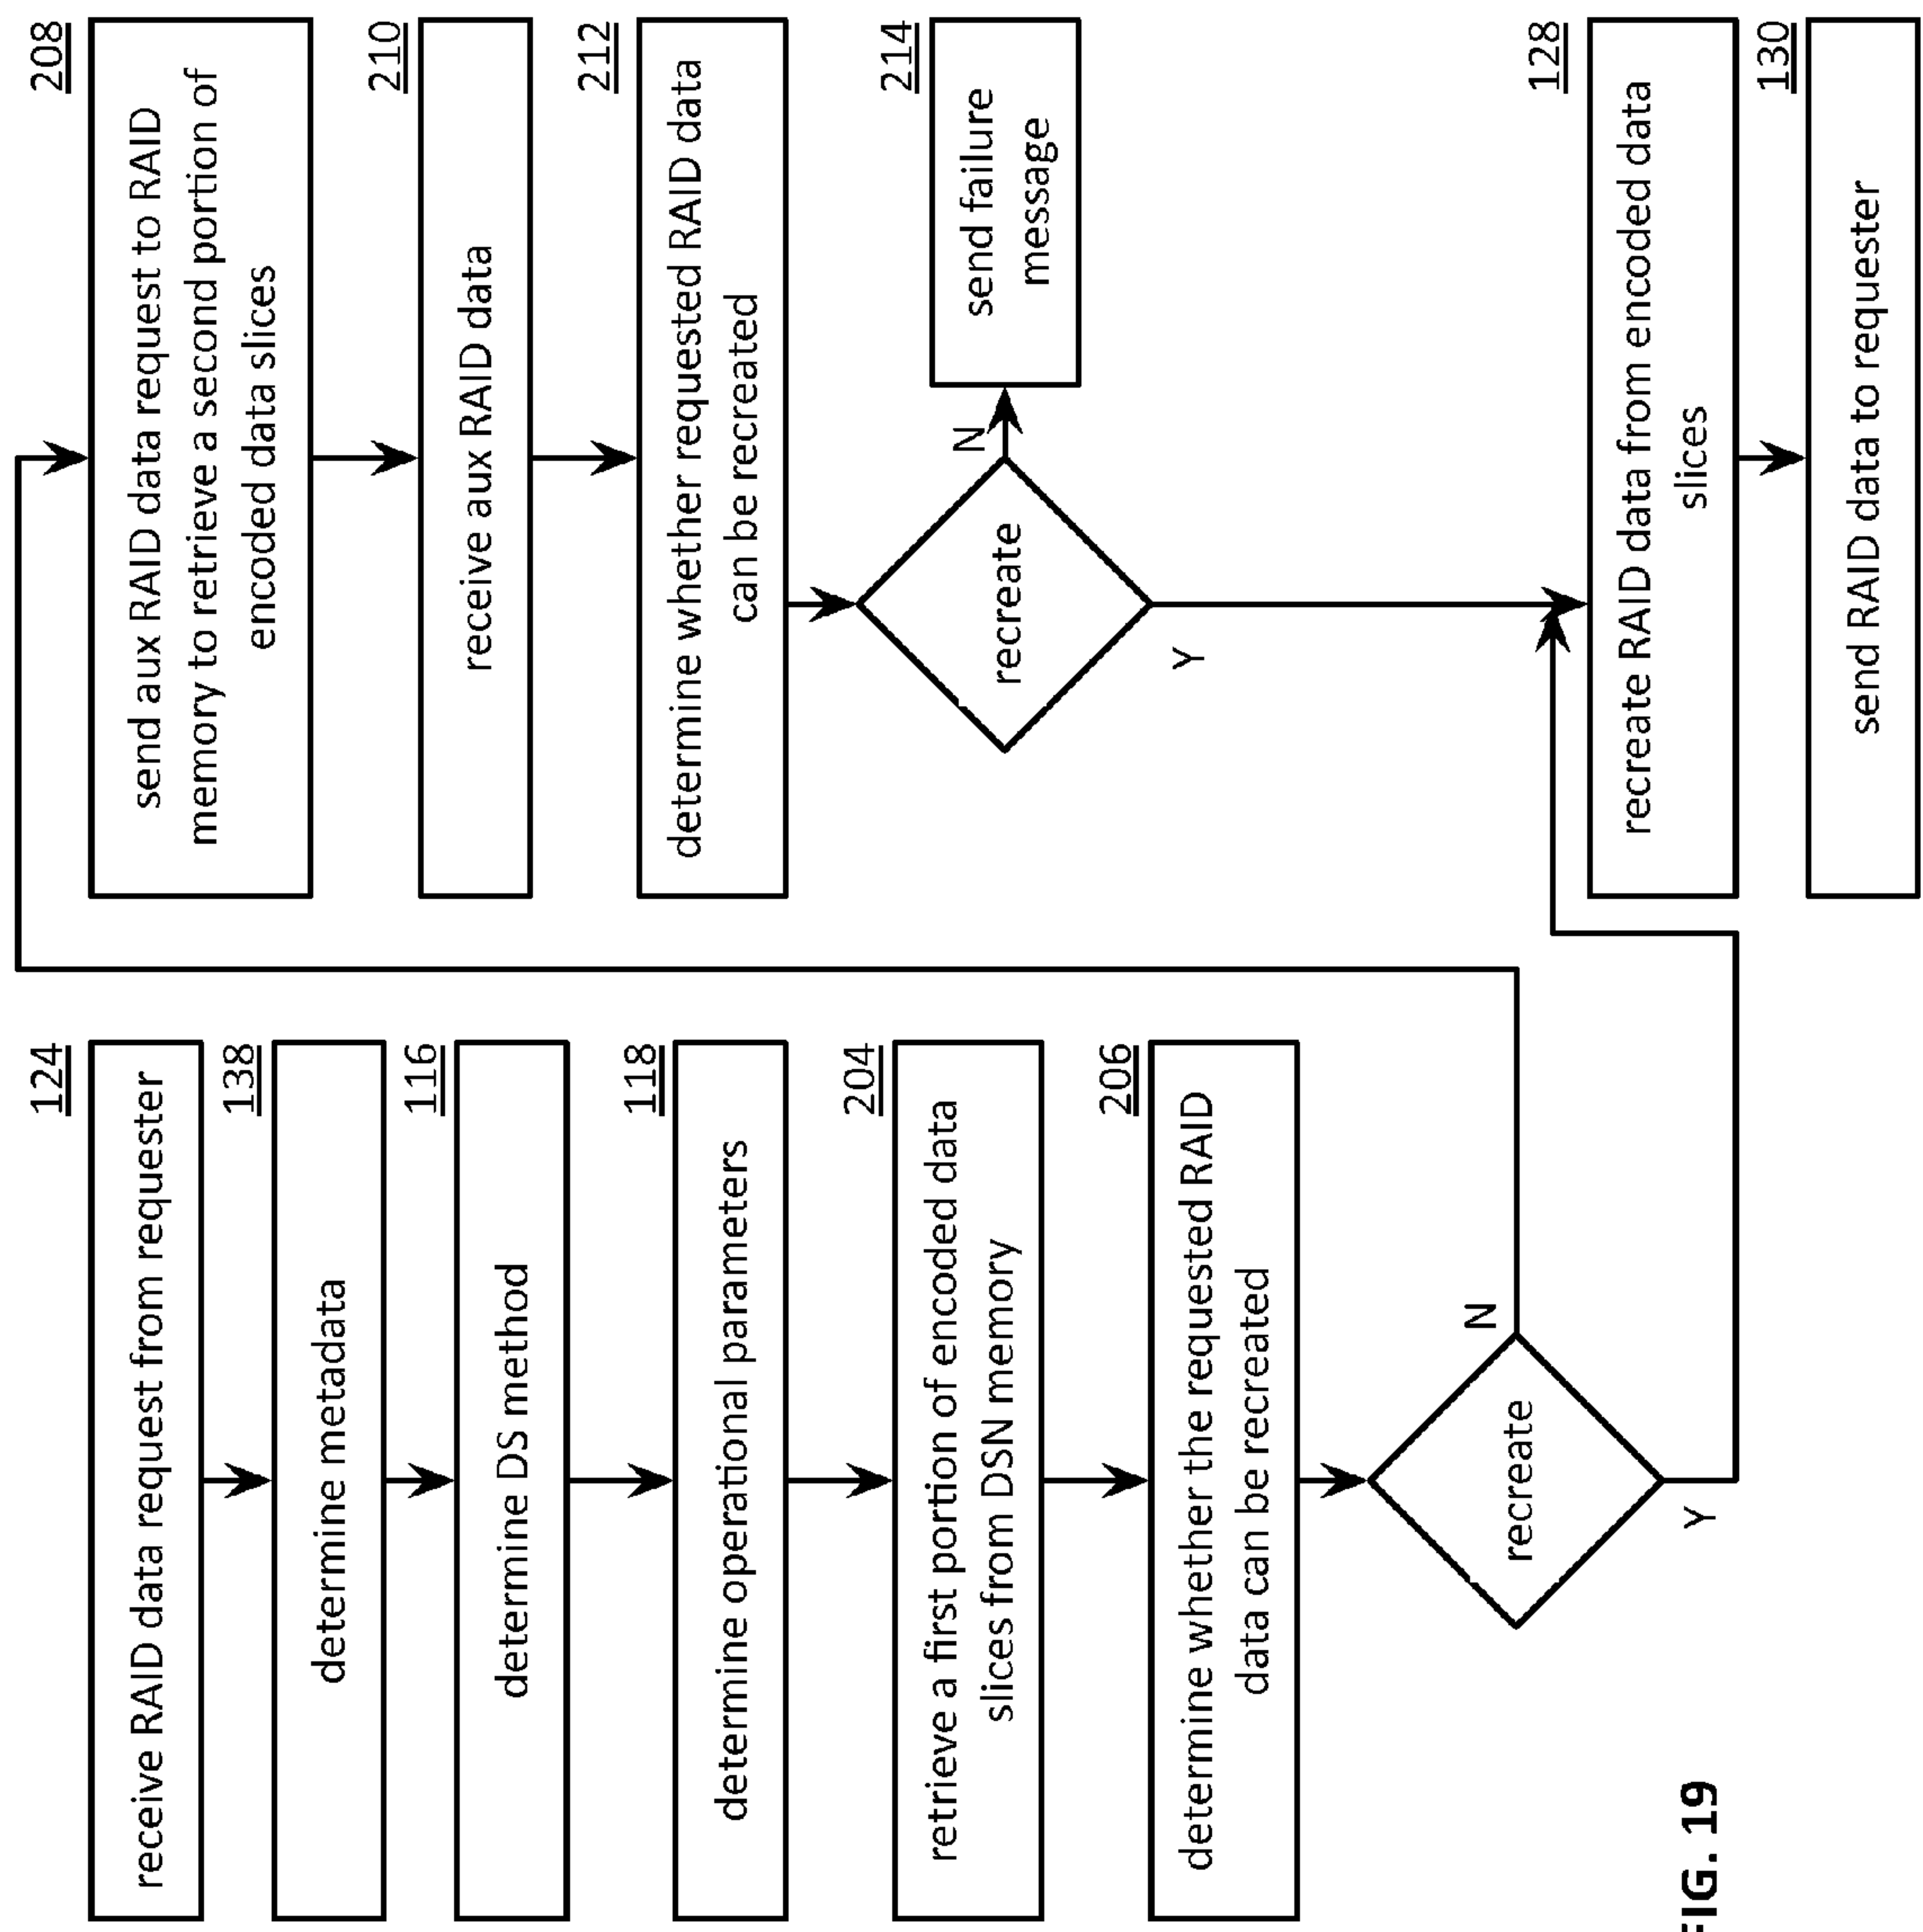 124
receive RAID data request from requester
138
determine metadata
116
determine DS method
118
determine operational parameters
204
retrieve a first portion of encoded data
slices from DSN memory
206
determine whether the requested RAID
data can be recreated
recreate
N
Y
208
send aux RAID data request to RAID
memory to retrieve a second portion of
encoded data slices
210
receive aux RAID data
212
determine whether requested RAID data
can be recreated
recreate
N
214
send failure
message
Y
128
recreate RAID data from encoded data
slices
130
send RAID data to requester
FIG. 19